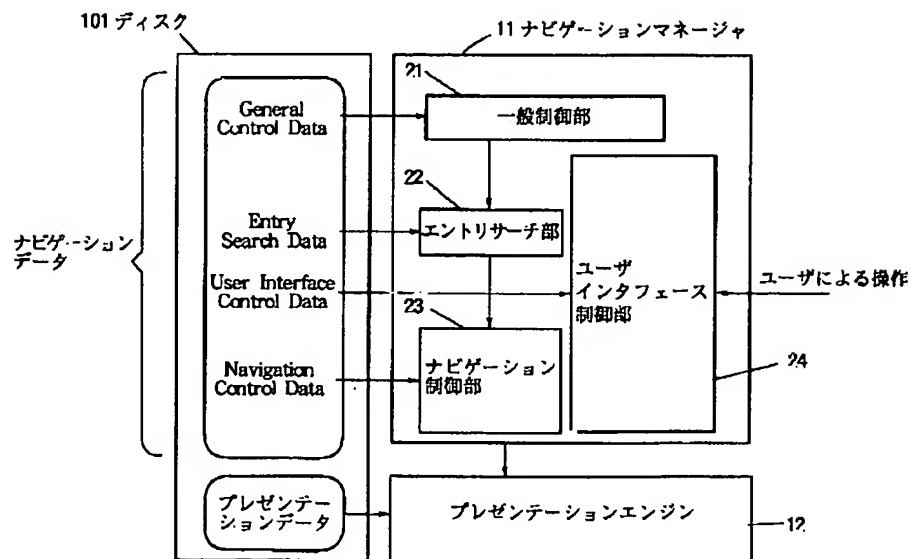 101 ディスク
11 ナビゲーションマネージャ
21
General
Control Data
一般制御部
22
Entry
Search Data
エントリサーチ部
ナビゲーション
データ
User Interface
Control Data
ユーザ
インタフェース
制御部
ユーザによる操作
23
Navigation
Control Data
ナビゲーション
制御部
24
プレゼンテー
ションデータ
プレゼンテーションエンジン
12